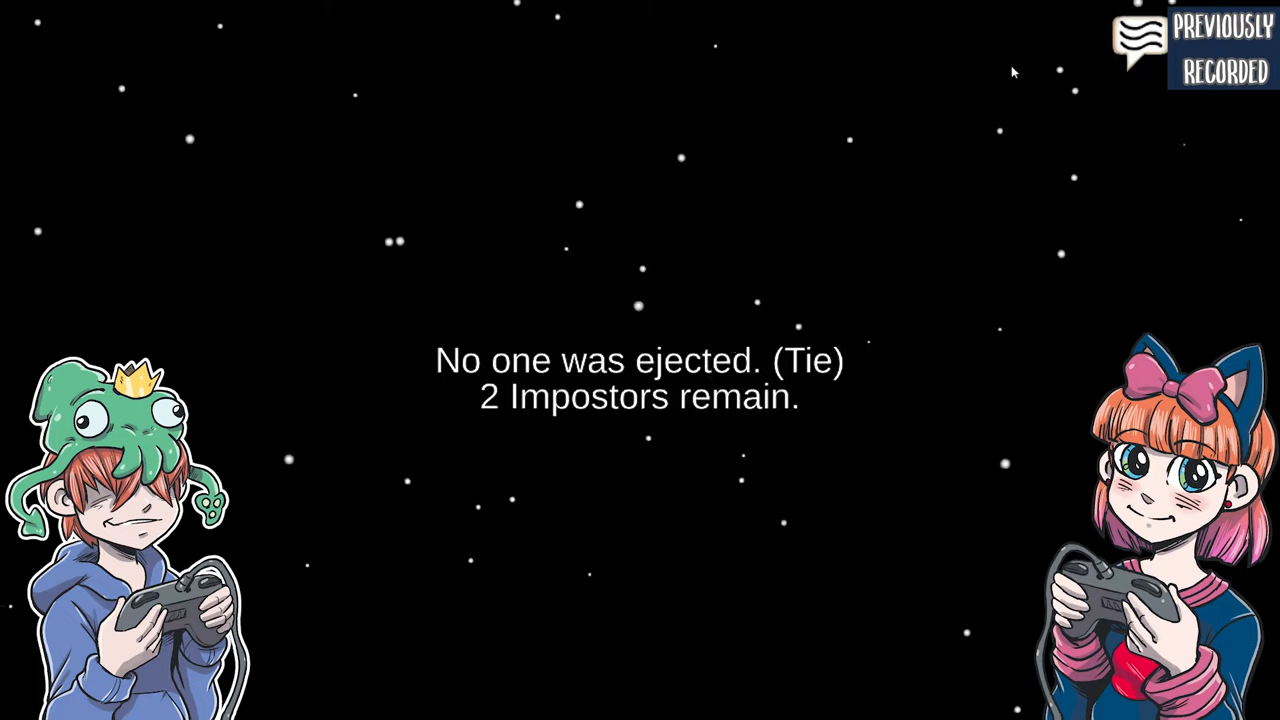 PREVIOUSLY
RECORDED
No one was ejected. (Tie)
2 Impostors remain.